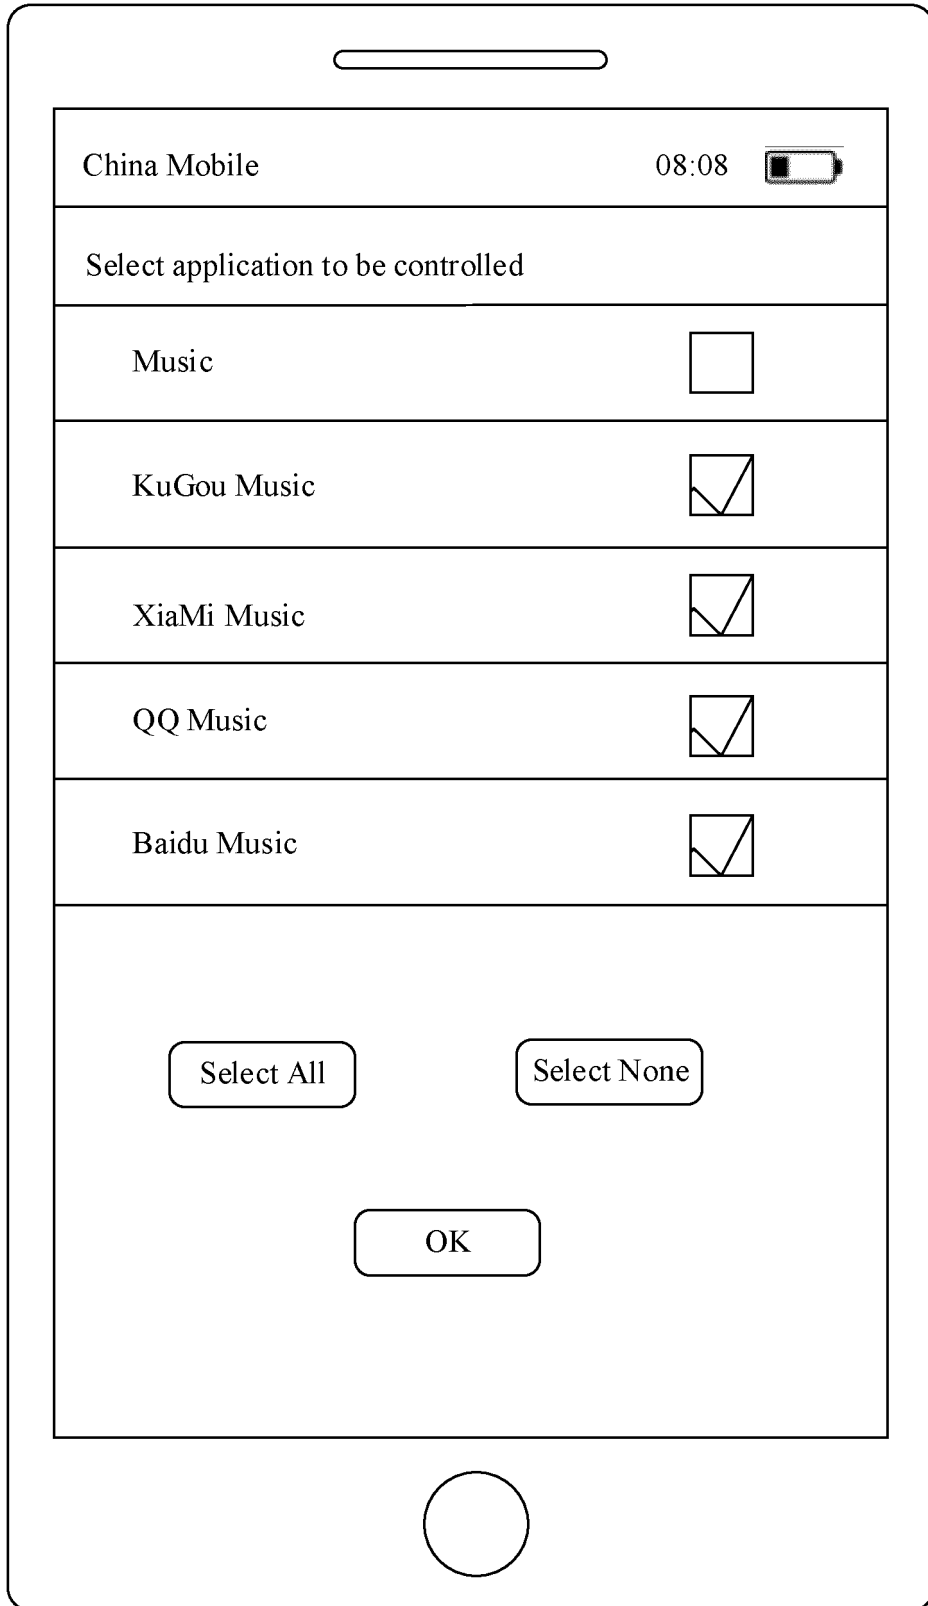 China Mobile 08:08
Select application to be controlled
Music
KuGou Music
XiaMi Music
QQ Music
Baidu Music
Select All Select None
OK